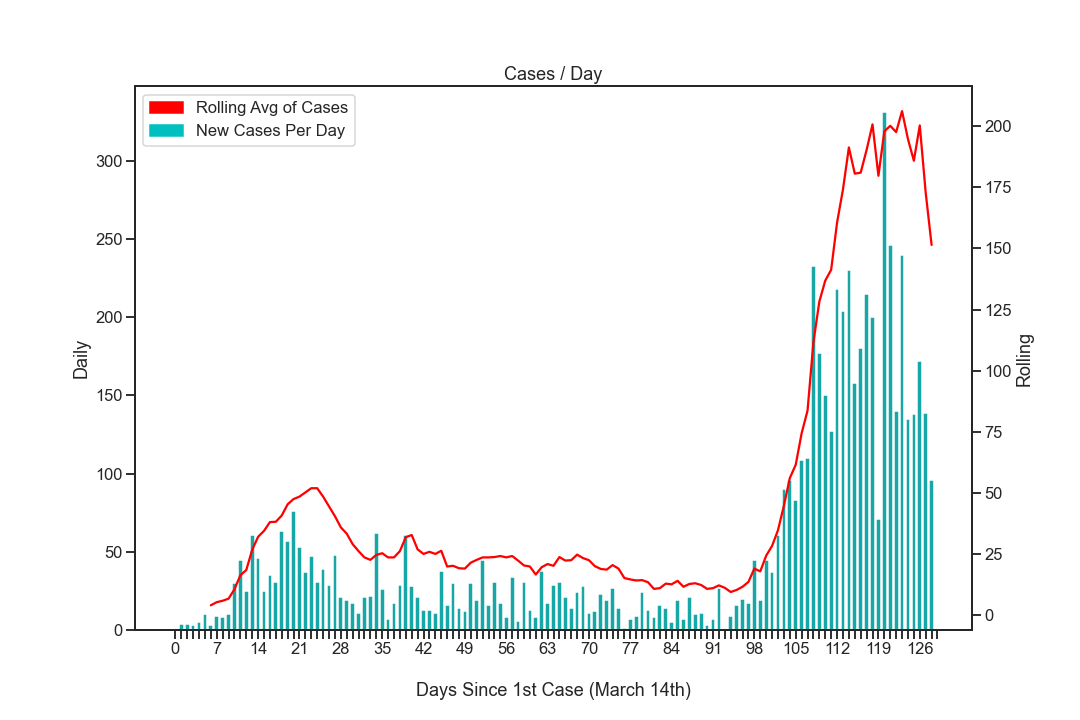 Cases / Day
Rolling Avg of Cases
New Cases Per Day
Daily
300
250
200
150
100
50
0
200
175
150
125
100
75
50
25
0
Rolling
0 7 14 21 28 35 42 49 56 63 70 77 84 91 98 105 112 119 126
Days Since 1st Case (March 14th)